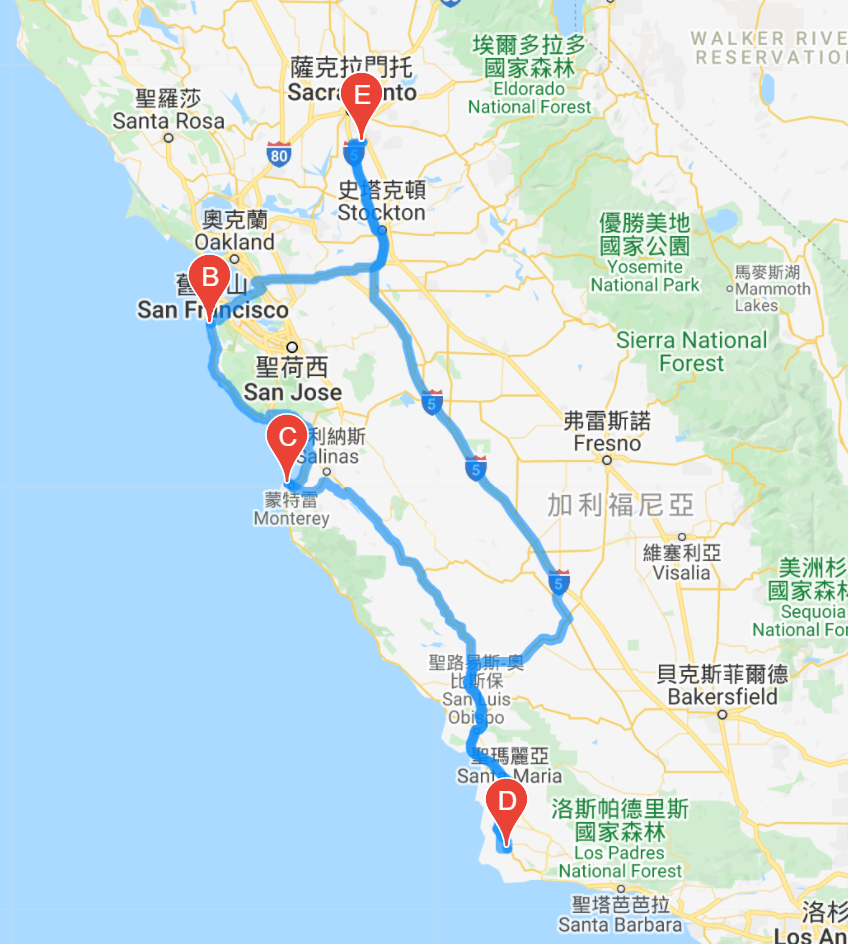 WALKER RIVE
RESERVATION
埃爾多拉多
國家森林
Eldorado
National Forest
薩克拉門托
Sacramento
E
聖羅莎
Santa Rosa
80
5
史塔克頓
Stockton
奧克蘭
Oakland
優勝美地
國家公園
Yosemite
National Park
馬麥斯湖
Mammoth
Lakes
B
舊金山
San Francisco
Sierra National
Forest
聖荷西
San Jose
5
弗雷斯諾
Fresno
C
利納斯
Salinas
5
蒙特雷
Monterey
加利福尼亞
維塞利亞
Visalia
5
美洲杉
國家森林
Sequoia
National For
聖路易斯-奧
比斯保
San Luis
Obispo
貝克斯菲爾德
Bakersfield
聖瑪麗亞
Santa Maria
D
洛斯帕德里斯
國家森林
Los Padres
National Forest
聖塔芭芭拉
Santa Barbara
洛杉
Los An